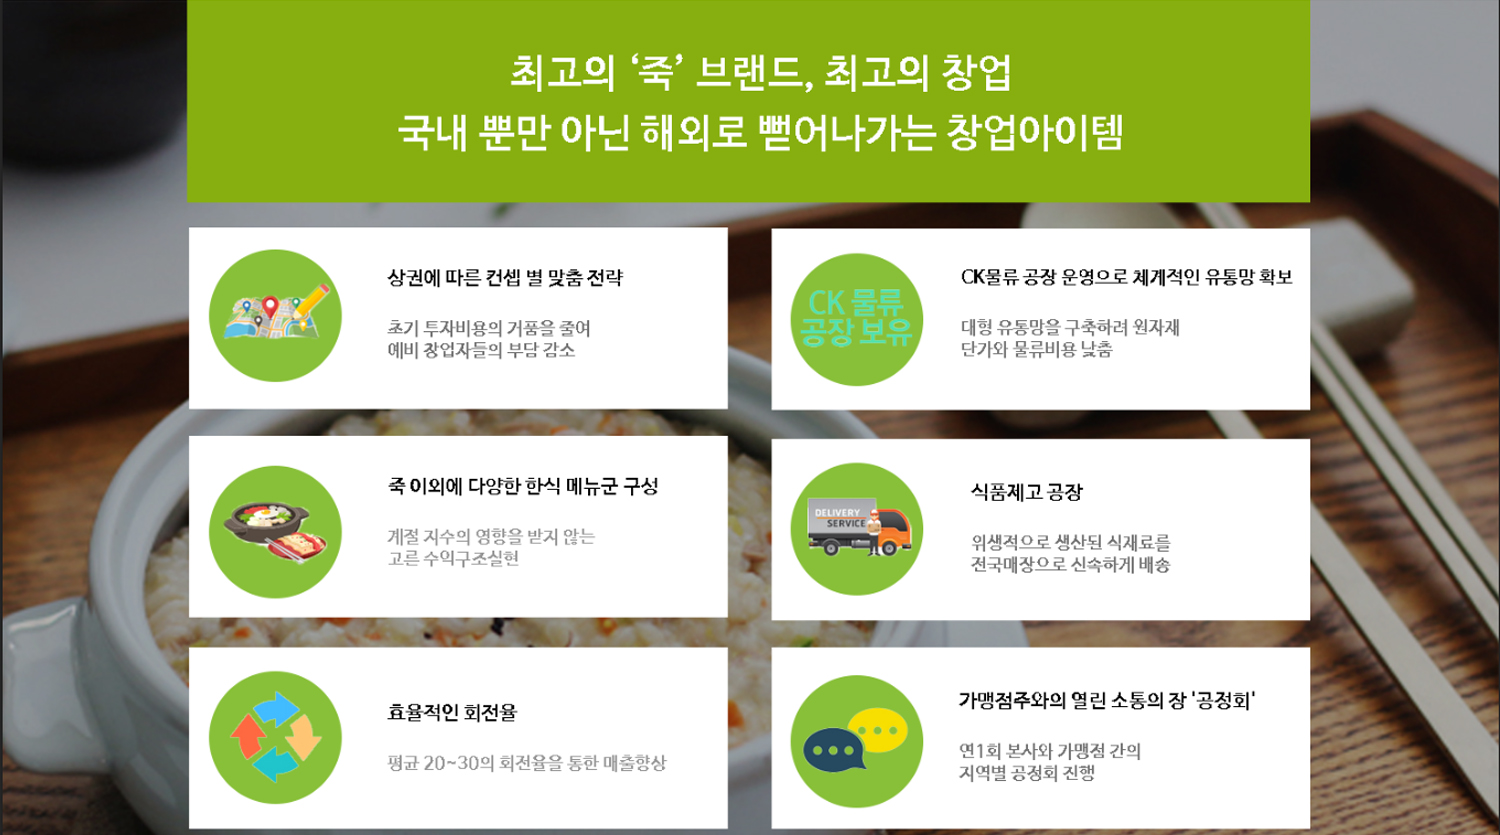 최고의 ‘죽’ 브랜드, 최고의 창업
국내 뿐만 아닌 해외로 뻗어나가는 창업아이템
상권에 따른 컨셉 별 맞춤 전략
초기 투자비용의 거품을 줄여
예비 창업자들의 부담 감소
CK 물류
공장 보유
CK물류 공장 운영으로 체계적인 유통망 확보
대형 유통망을 구축하려 원자재
단가와 물류비용 낮춤
죽 이외에 다양한 한식 메뉴군 구성
계절 지수의 영향을 받지 않는
고른 수익구조실현
DELIVERY
SERVICE
식품제고 공장
위생적으로 생산된 식재료를
전국매장으로 신속하게 배송
효율적인 회전율
평균 20~30의 회전율을 통한 매출향상
가맹점주와의 열린 소통의 장 '공정회'
연1회 본사와 가맹점 간의
지역별 공정회 진행